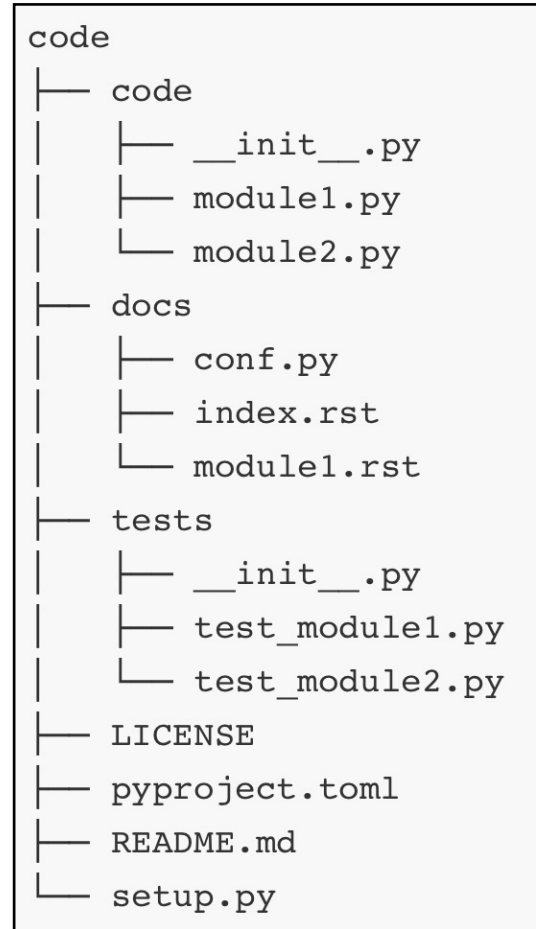 code
├── code
│   ├── __init__.py
│   ├── module1.py
│   └── module2.py
├── docs
│   ├── conf.py
│   ├── index.rst
│   └── module1.rst
├── tests
│   ├── __init__.py
│   ├── test_module1.py
│   └── test_module2.py
├── LICENSE
├── pyproject.toml
├── README.md
└── setup.py